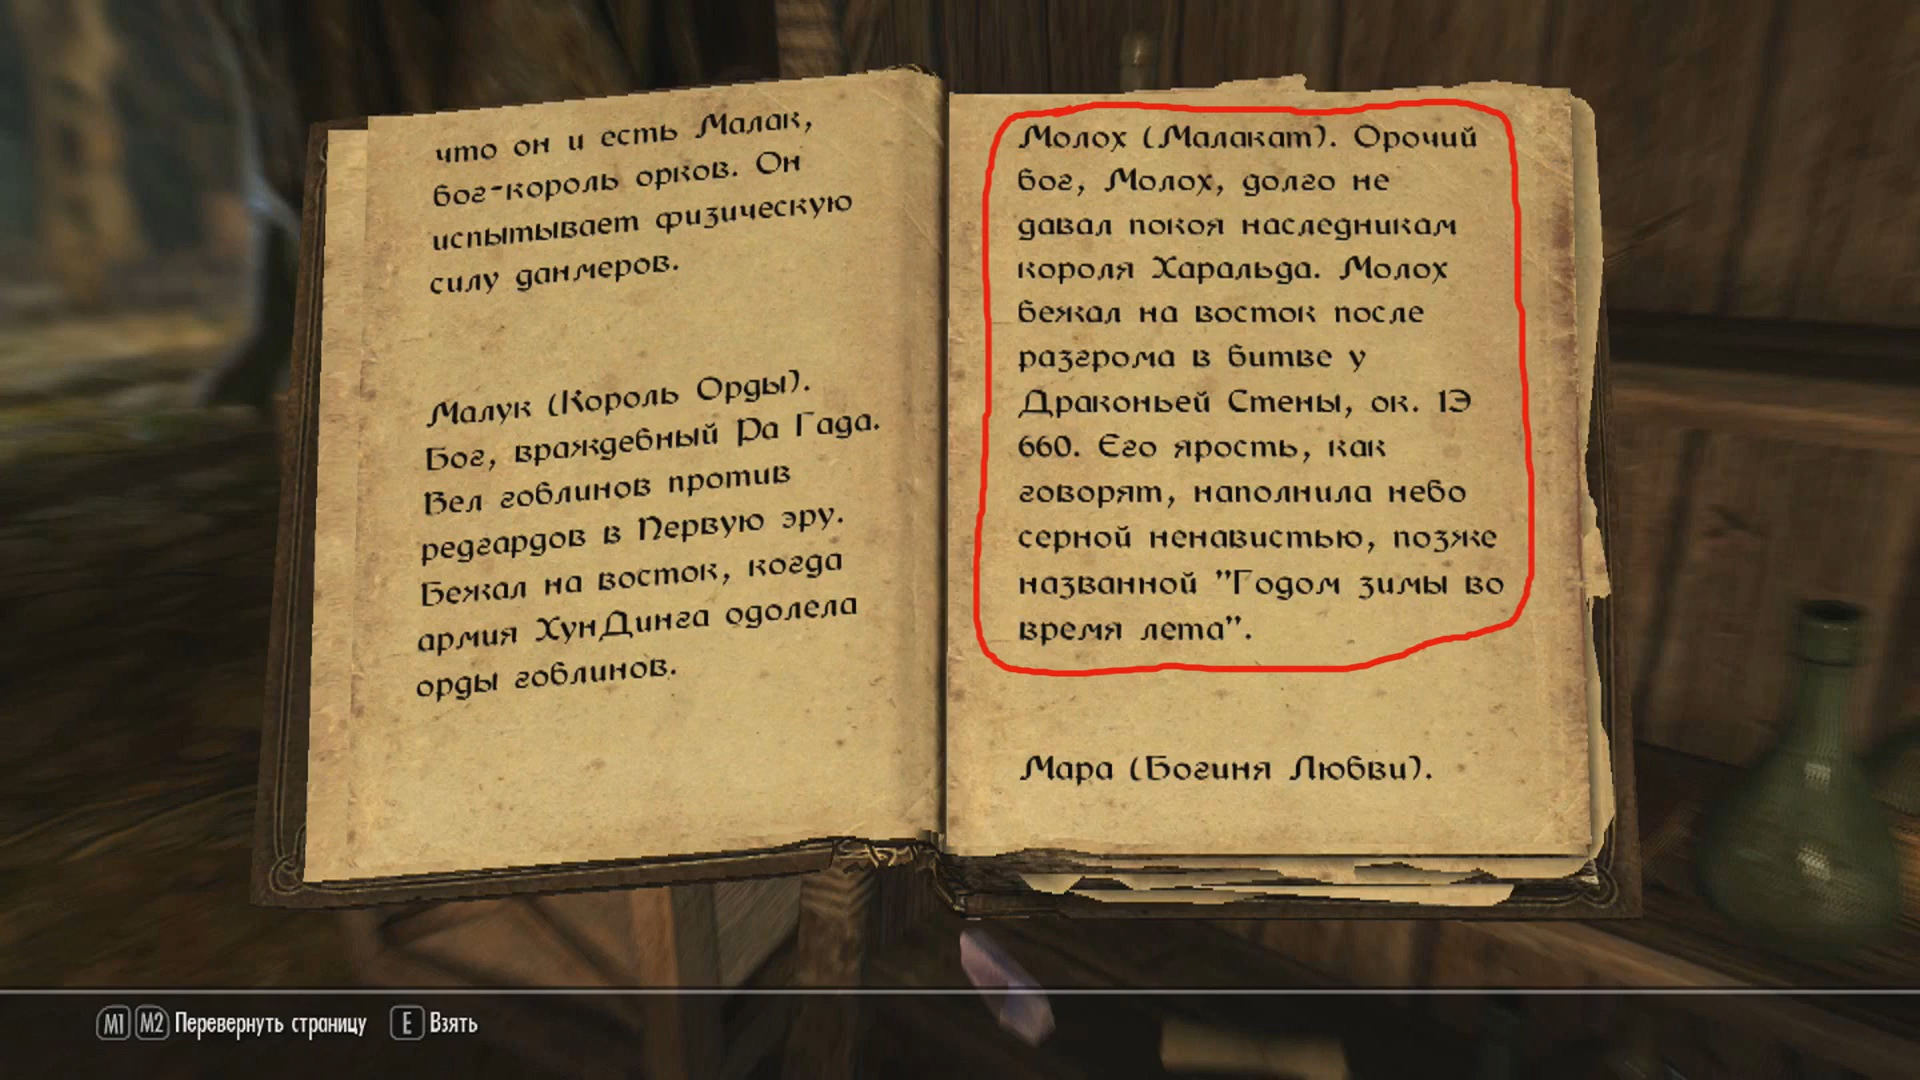 что он и есть Малак,
бог-король орков. Он
испытывает физическую
силу данмеров.
Малук (Король Орды).
Бог, враждебный Ра Гада.
Вел гоблинов против
редгардов в Первую эру.
Бежал на восток, когда
армия ХунДинга одолела
орды гоблинов.
Молох (Малакат). Орочий
бог, Молох, долго не
давал покоя наследникам
короля Харальда. Молох
бежал на восток после
разгрома в битве у
Драконьей Стены, ок. 1Э
660. Его ярость, как
говорят, наполнила небо
серной ненавистью, позже
названной "Годом зимы во
время лета".
Мара (Богиня Любви).
M1 M2 Перевернуть страницу E Взять